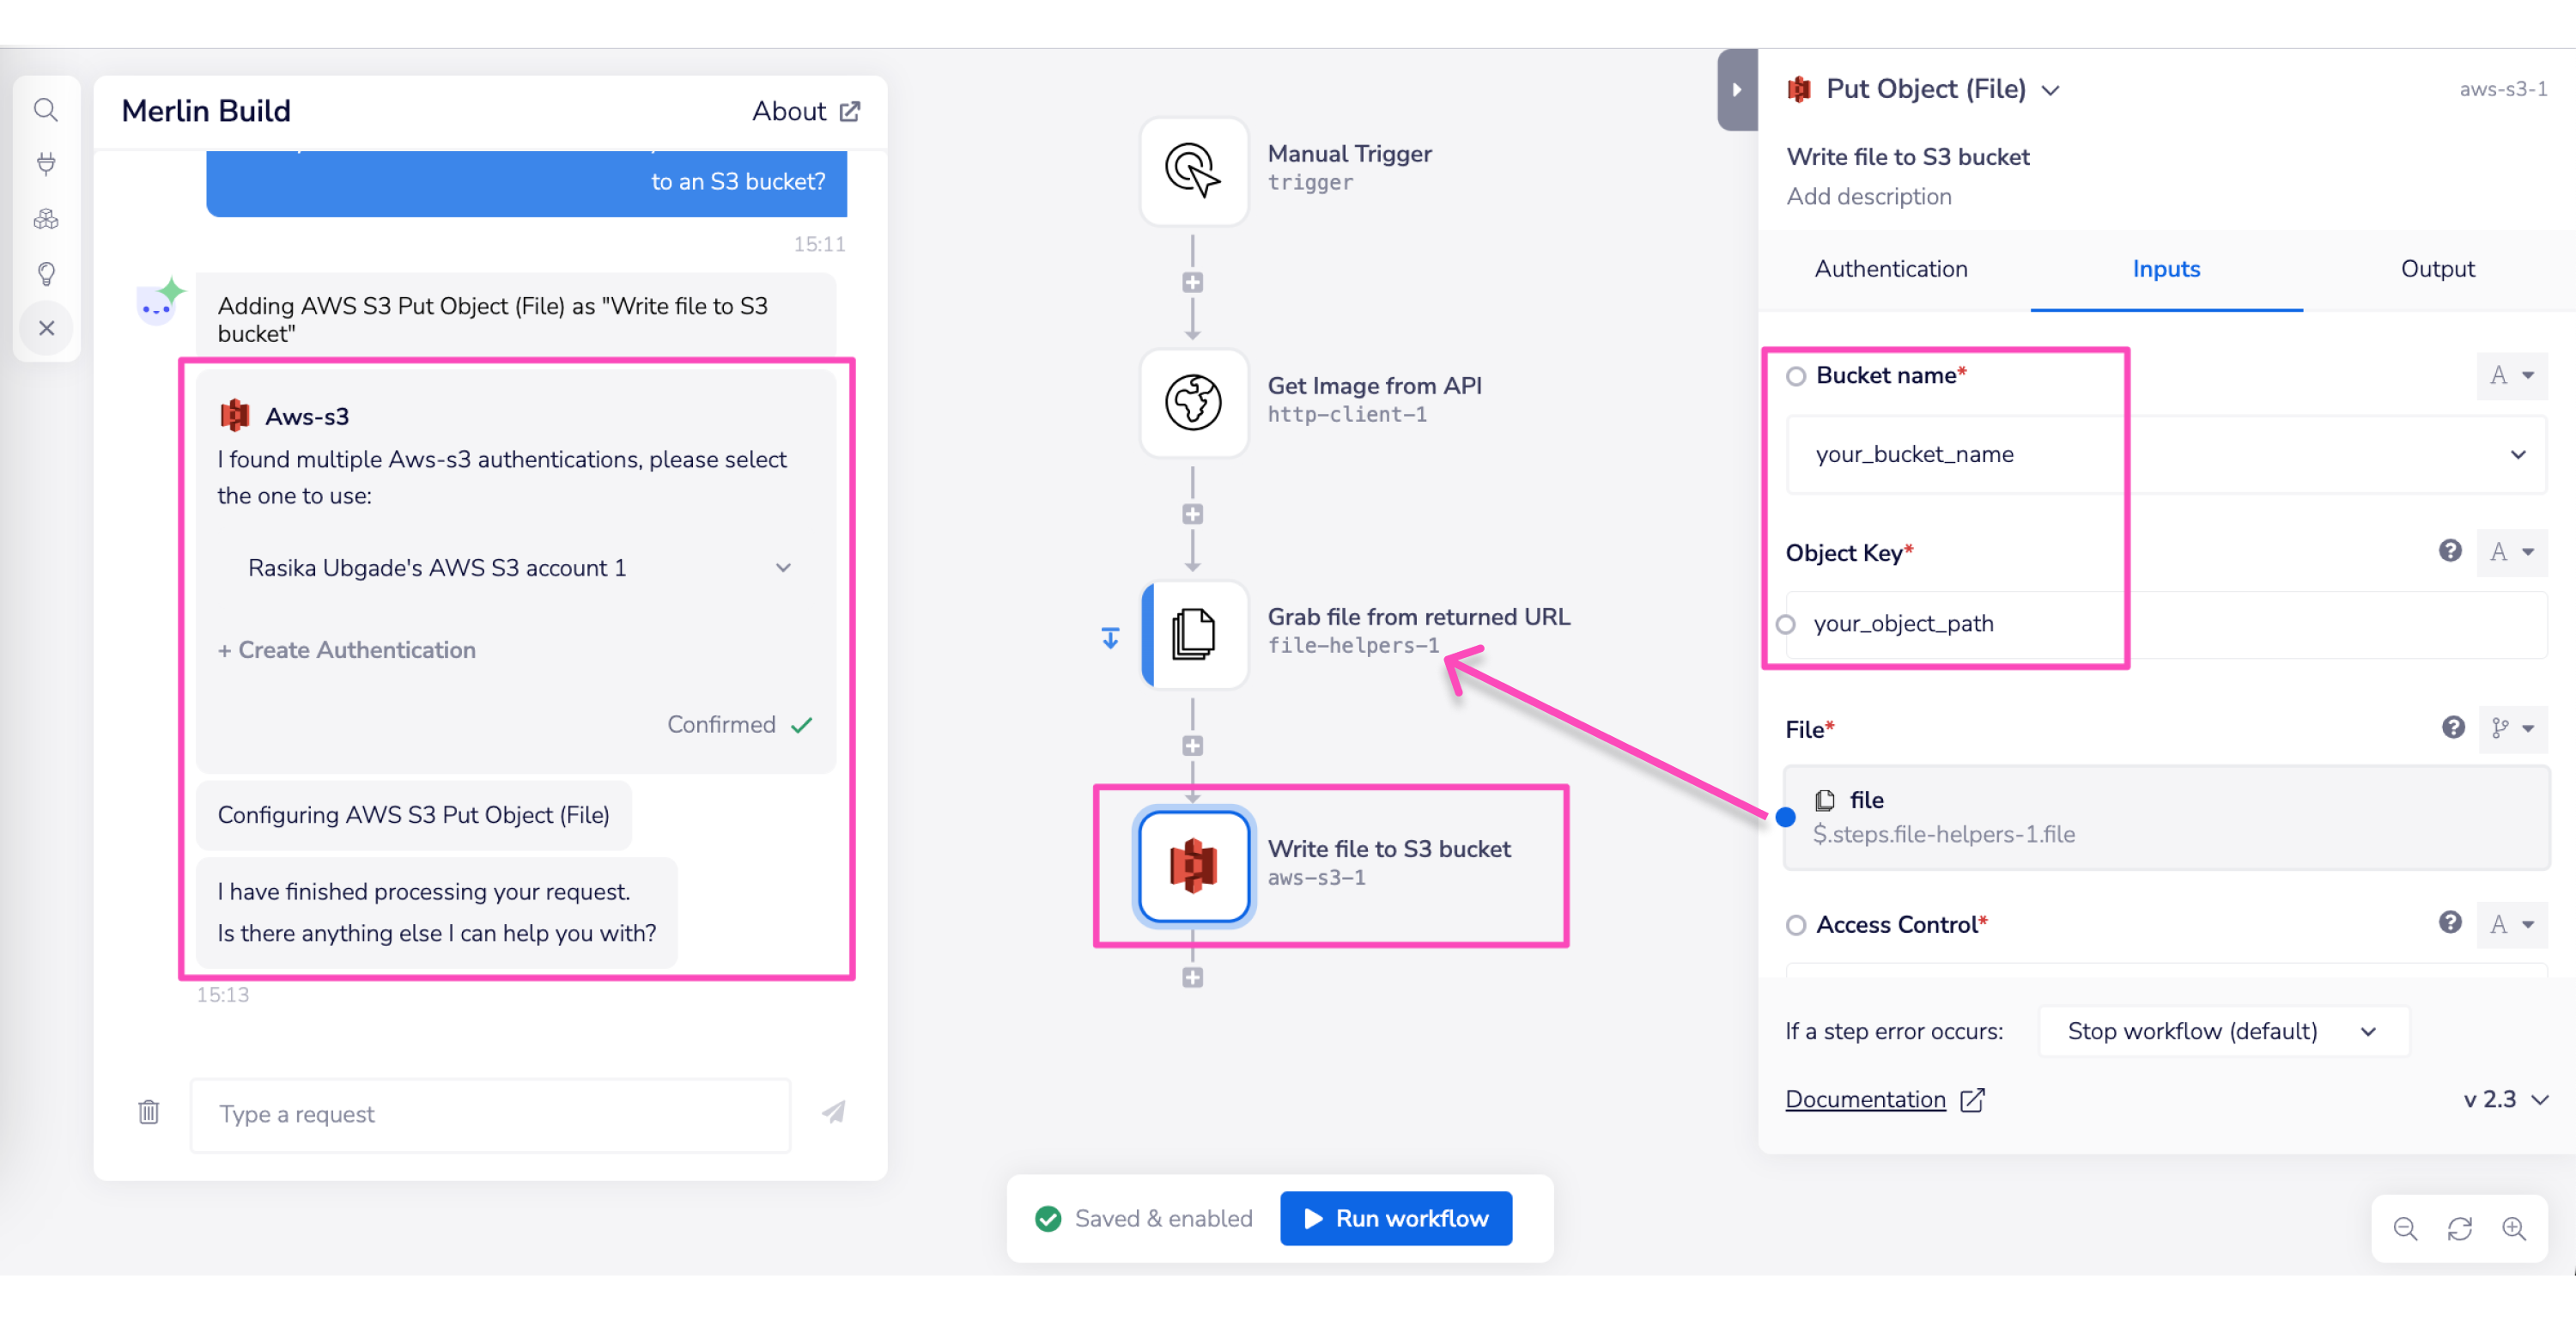 Merlin Build
About
to an S3 bucket?
15:11
Adding AWS S3 Put Object (File) as "Write file to S3
bucket"
Aws-s3
I found multiple Aws-s3 authentications, please select
the one to use:
Rasika Ubgade's AWS S3 account 1
+ Create Authentication
Confirmed
Configuring AWS S3 Put Object (File)
I have finished processing your request.
Is there anything else I can help you with?
15:13
Type a request
Manual Trigger
trigger
Get Image from API
http-client-1
Grab file from returned URL
file-helpers-1
Write file to S3 bucket
aws-s3-1
Saved & enabled
Run workflow
Put Object (File)
aws-s3-1
Write file to S3 bucket
Add description
Authentication
Inputs
Output
Bucket name*
A
your_bucket_name
Object Key*
A
your_object_path
File*
file
$.steps.file-helpers-1.file
Access Control*
A
If a step error occurs:
Stop workflow (default)
Documentation
v 2.3